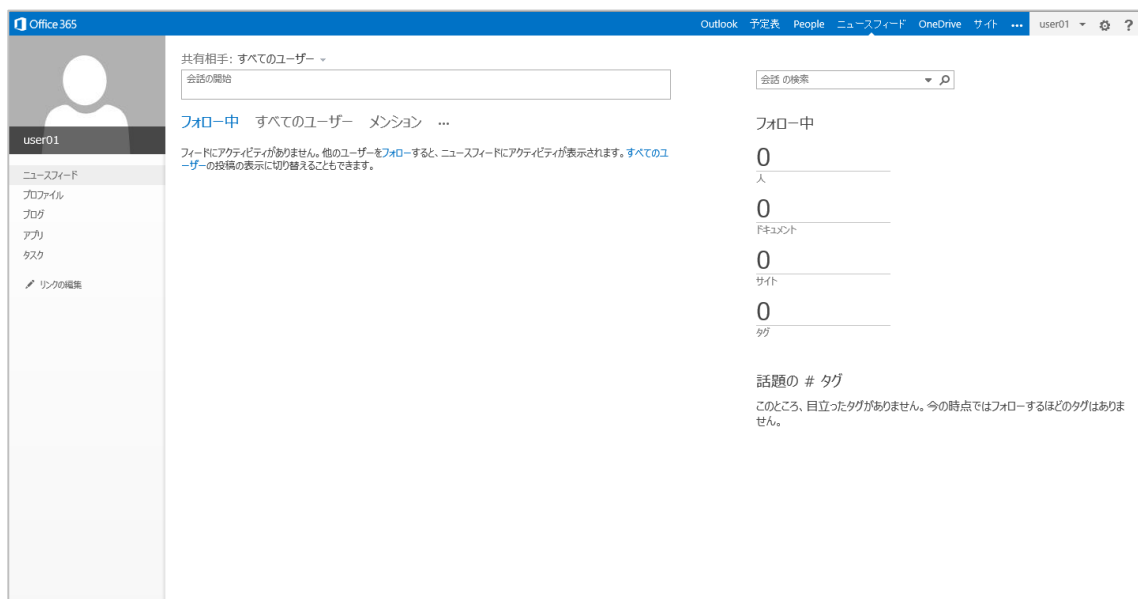 Office 365
Outlook 予定表 People ニュースフィード OneDrive サイト ••• user01 ?
user01
ニュースフィード
プロファイル
ブログ
アプリ
タスク
リンクの編集
共有相手: すべてのユーザー
会話の開始
フォロー中 すべてのユーザー メンション •••
フィードにアクティビティがありません。他のユーザーをフォローすると、ニュースフィードにアクティビティが表示されます。すべてのユ
ーザーの投稿の表示に切り替えることもできます。
会話 の検索
フォロー中
0
人
0
ドキュメント
0
サイト
0
タグ
話題の # タグ
このところ、目立ったタグがありません。今の時点ではフォローするほどのタグはありま
せん。